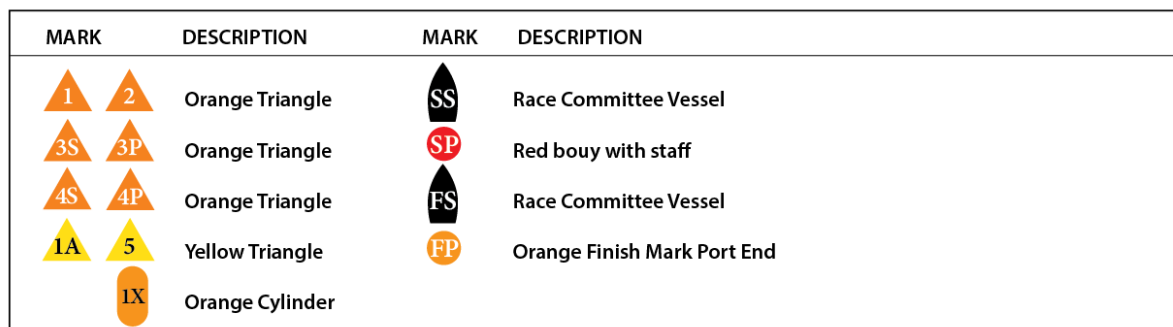 MARK DESCRIPTION MARK DESCRIPTION
1 2 Orange Triangle SS Race Committee Vessel
3S 3P Orange Triangle SP Red bouy with staff
4S 4P Orange Triangle FS Race Committee Vessel
1A 5 Yellow Triangle FP Orange Finish Mark Port End
1X Orange Cylinder